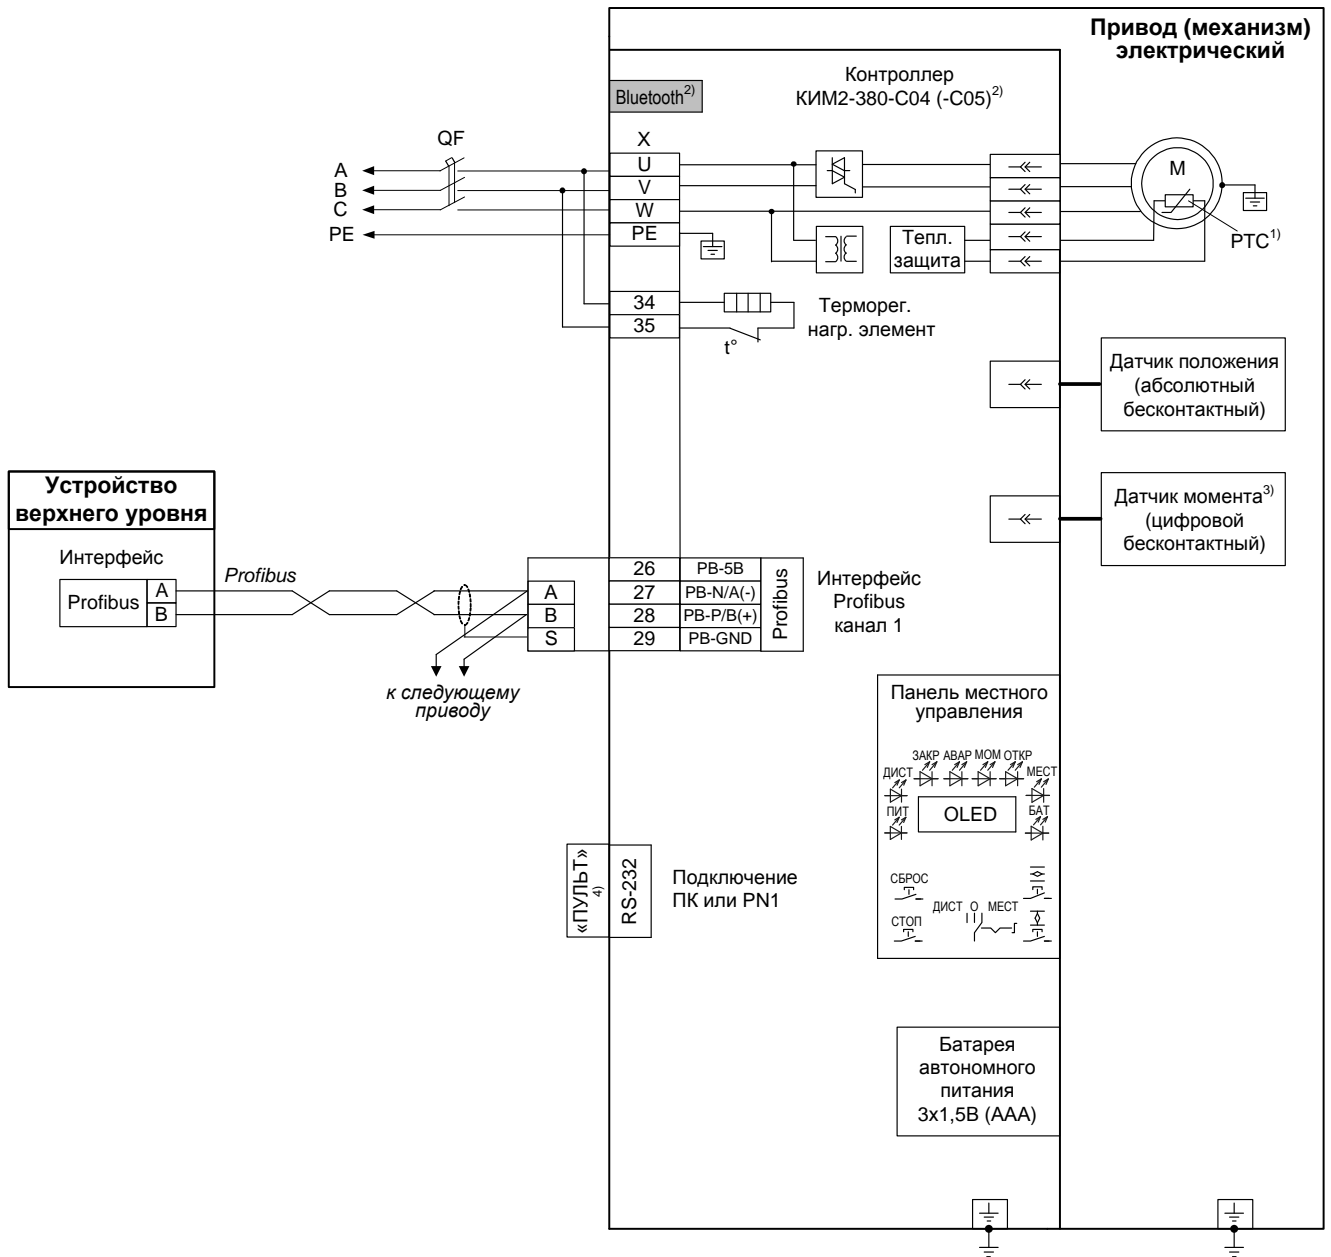 Привод (механизм)
электрический
Контроллер
КИМ2-380-С04 (-С05)2)
Bluetooth2)
QF
X
A
B
C
PE
U
V
W
PE
34
35
Тепл.
защита
M
PTC1)
Терморег.
нагр. элемент
t°
Датчик положения
(абсолютный
бесконтактный)
Датчик момента3)
(цифровой
бесконтактный)
Устройство
верхнего уровня
Интерфейс
Profibus
A
B
Profibus
A
B
S
26 PB-5B
27 PB-N/A(-)
28 PB-P/B(+)
29 PB-GND
Profibus
Интерфейс
Profibus
канал 1
к следующему
приводу
Панель местного
управления
ЗАКР АВАР МОМ ОТКР
ДИСТ МЕСТ
ПИТ OLED БАТ
СБРОС
ДИСТ О МЕСТ
СТОП
«ПУЛЬТ»
4)
RS-232
Подключение
ПК или PN1
Батарея
автономного
питания
3х1,5В (ААА)